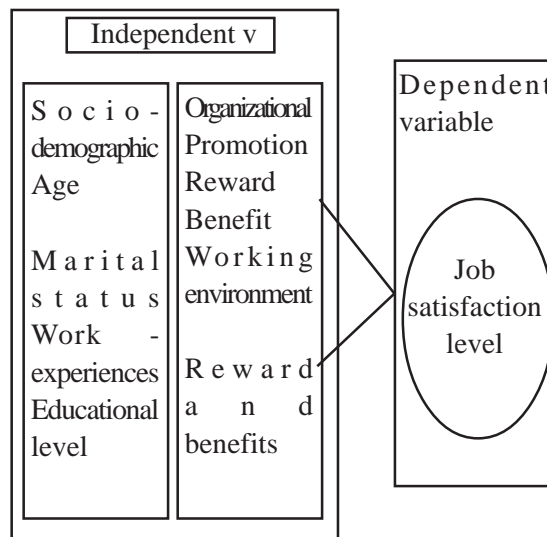 Independent v
Socio-
demographic
Age
Marital
status
Work -
experiences
Educational
level
Organizational
Promotion
Reward
Benefit
Working
environment
Reward
and
benefits
Dependent
variable
Job
satisfaction
level